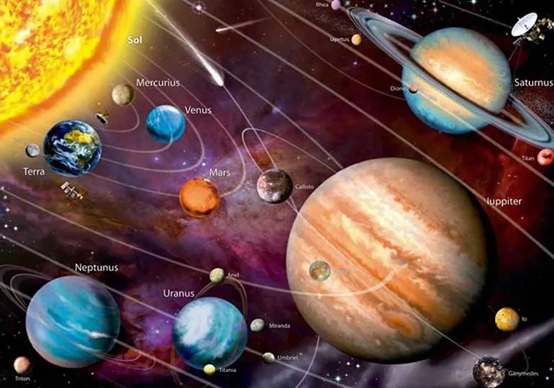 Rhea
Sol
Iapetus
Mercurius
Saturnus
Dione
Venus
Titan
Terra
Mars
Callisto
Iuppiter
Neptunus
Ariel
Uranus
Io
Miranda
Umbriel
Triton
Titania
Ganymedes